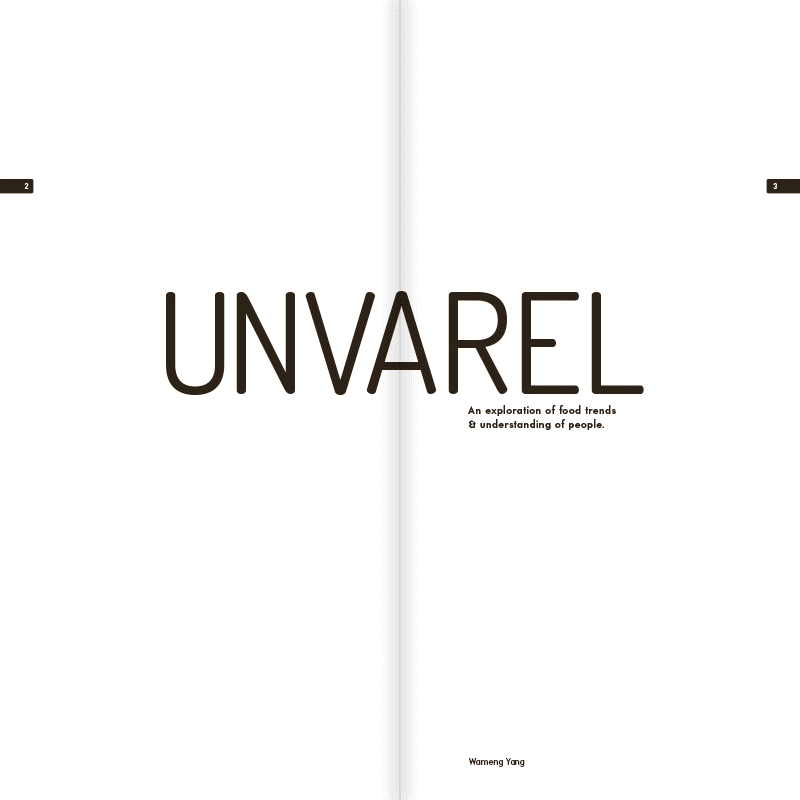 2
3
UNVAREL
An exploration of food trends
& understanding of people.
Wameng Yang